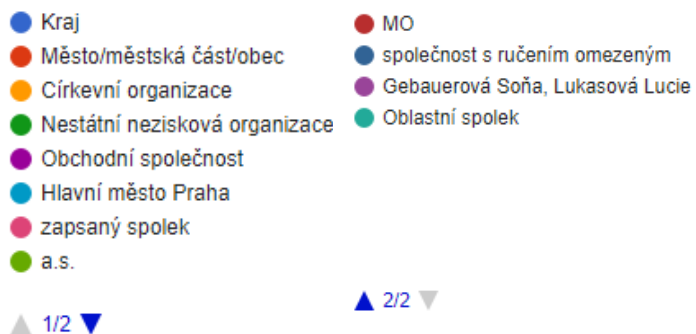 Kraj
Město/městská část/obec
Církevní organizace
Nestátní nezisková organizace
Obchodní společnost
Hlavní město Praha
zapsaný spolek
a.s.
1/2
MO
společnost s ručením omezeným
Gebauerová Soňa, Lukasová Lucie
Oblastní spolek
2/2